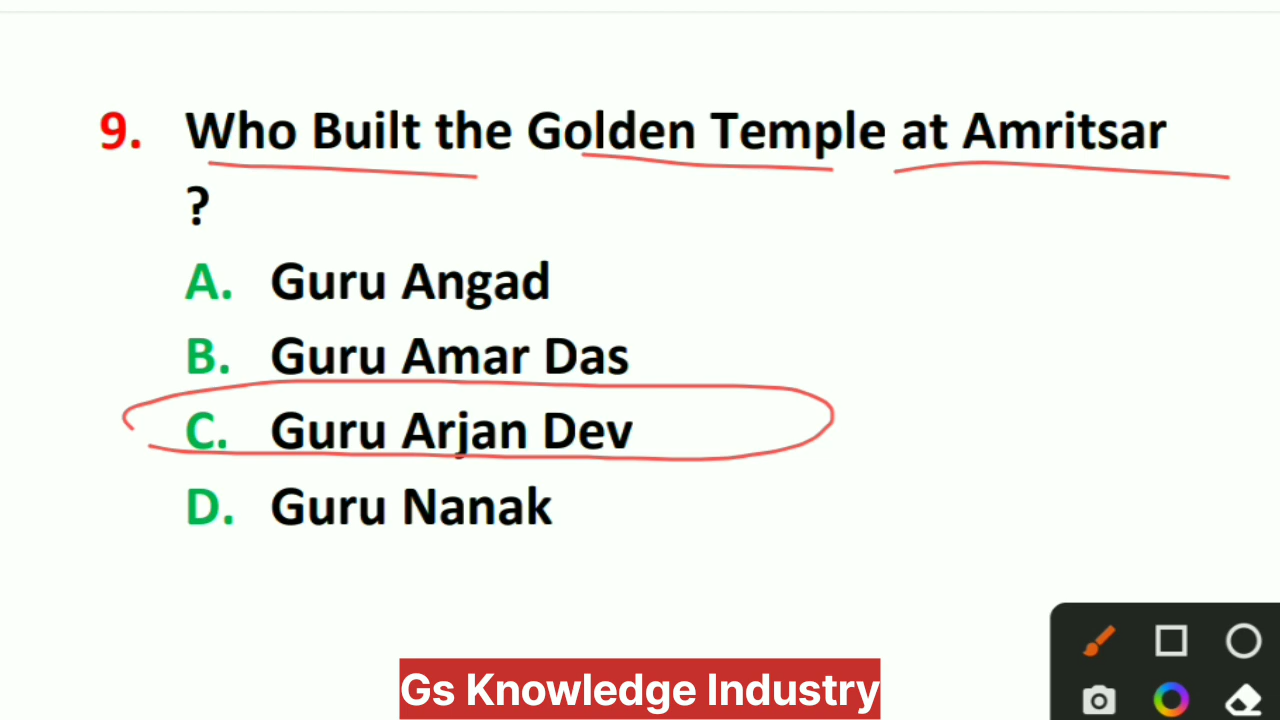 9. Who Built the Golden Temple at Amritsar
?
A. Guru Angad
B. Guru Amar Das
C. Guru Arjan Dev
D. Guru Nanak
Gs Knowledge Industry